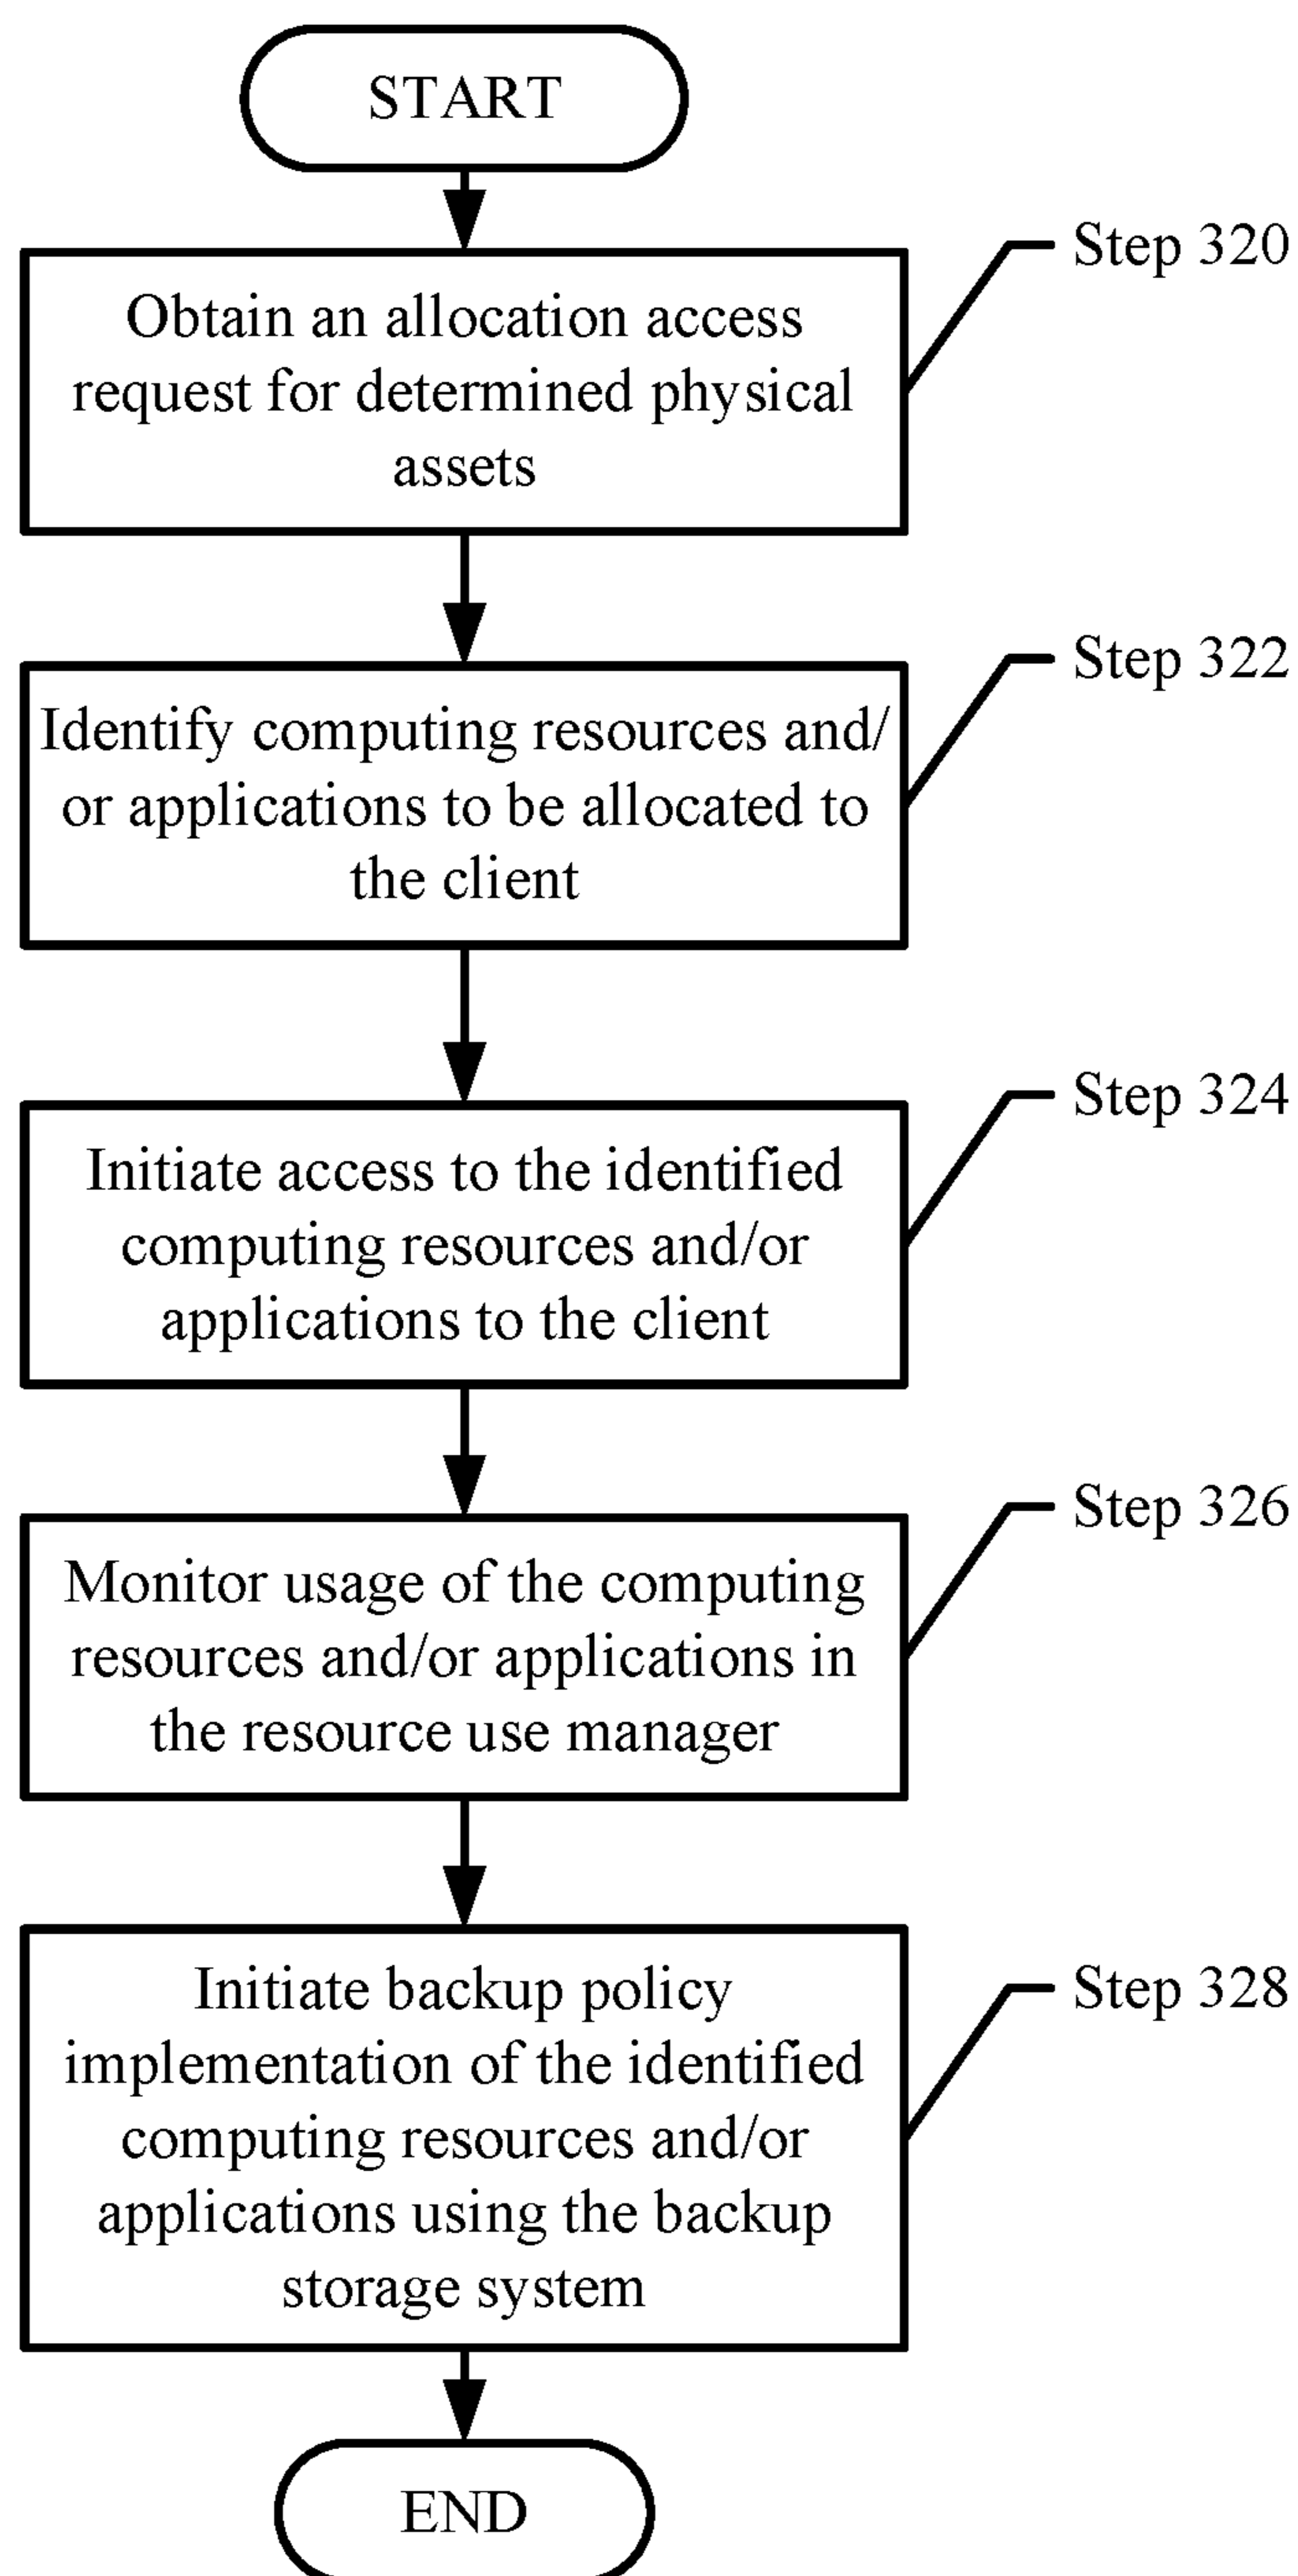 START
Step 320
Obtain an allocation access
request for determined physical
assets
Step 322
Identify computing resources and/
or applications to be allocated to
the client
Step 324
Initiate access to the identified
computing resources and/or
applications to the client
Step 326
Monitor usage of the computing
resources and/or applications in
the resource use manager
Step 328
Initiate backup policy
implementation of the identified
computing resources and/or
applications using the backup
storage system
END